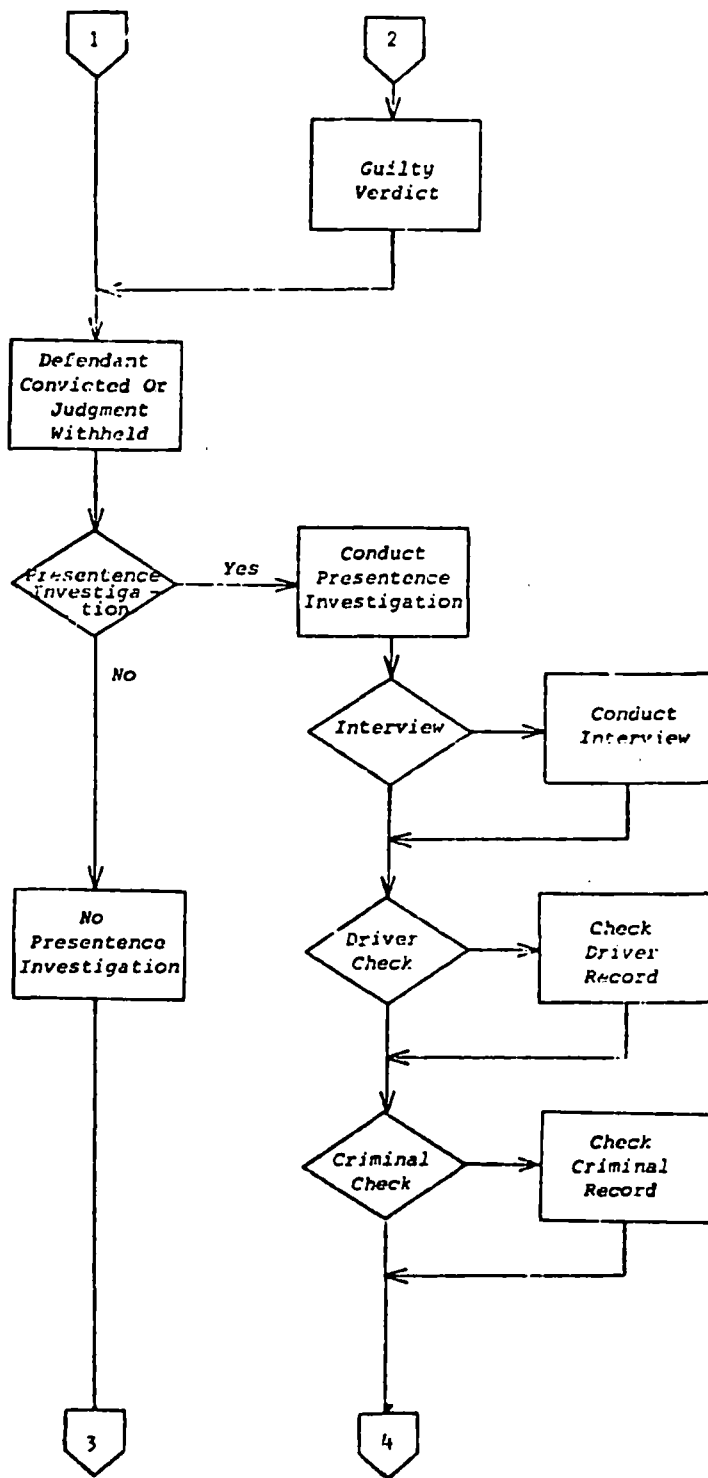 1
2
Guilty
Verdict
Defendant
Convicted Or
Judgment
Withheld
Presentence
Investiga-
tion
Yes
Conduct
Presentence
Investigation
No
Interview
Conduct
Interview
No
Presentence
Investigation
Driver
Check
Check
Driver
Record
Criminal
Check
Check
Criminal
Record
3
4